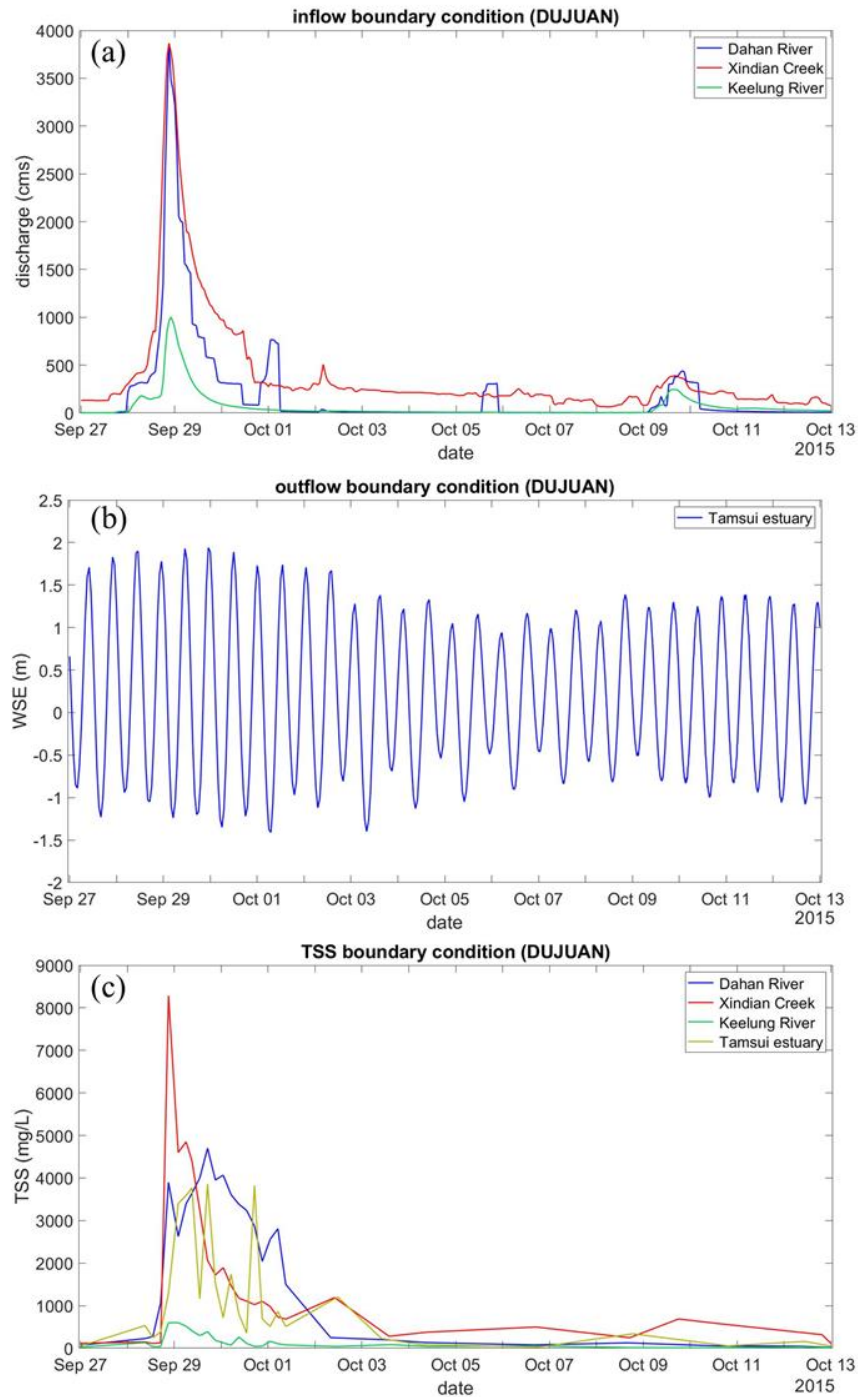 inflow boundary condition (DUJUAN)
(a)
Dahan River
Xindian Creek
Keelung River
4000
3500
3000
2500
2000
1500
1000
500
0
discharge (cms)
Sep 27 Sep 29 Oct 01 Oct 03 Oct 05 Oct 07 Oct 09 Oct 11 Oct 13
date
2015
outflow boundary condition (DUJUAN)
(b)
Tamsui estuary
2.5
2
1.5
1
0.5
0
-0.5
-1
-1.5
-2
WSE (m)
Sep 27 Sep 29 Oct 01 Oct 03 Oct 05 Oct 07 Oct 09 Oct 11 Oct 13
date
2015
TSS boundary condition (DUJUAN)
(c)
Dahan River
Xindian Creek
Keelung River
Tamsui estuary
9000
8000
7000
6000
5000
4000
3000
2000
1000
0
TSS (mg/L)
Sep 27 Sep 29 Oct 01 Oct 03 Oct 05 Oct 07 Oct 09 Oct 11 Oct 13
date
2015